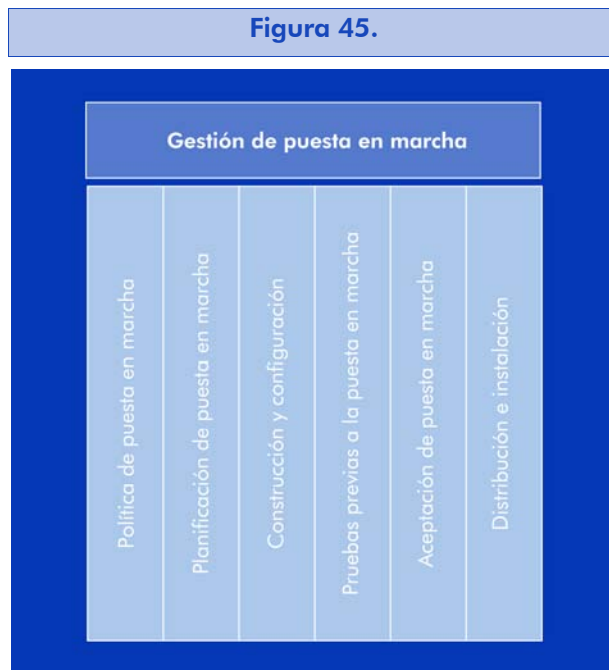 Figura 45.
Gestión de puesta en marcha
Política de puesta en marcha
Planificación de puesta en marcha
Construcción y configuración
Pruebas previas a la puesta en marcha
Aceptación de puesta en marcha
Distribución e instalación